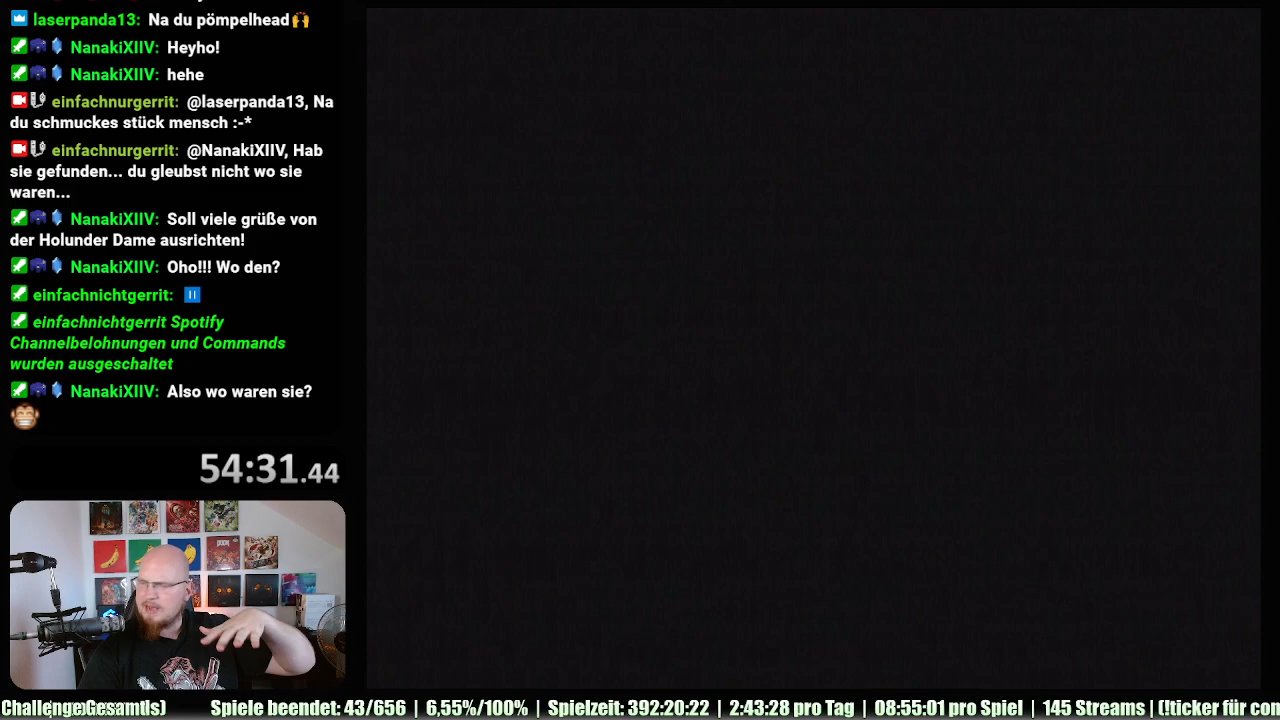 laserpanda13: Na du pömpelhead🙌
NanakiXIIV: Heyho!
NanakiXIIV: hehe
einfachnurgerrit: @laserpanda13, Na
du schmuckes stück mensch :-*
einfachnurgerrit: @NanakiXIIV, Hab
sie gefunden... du gleubst nicht wo sie
waren...
NanakiXIIV: Soll viele grüße von
der Holunder Dame ausrichten!
NanakiXIIV: Oho!!! Wo den?
einfachnichtgerrit: ⏸
einfachnichtgerrit Spotify
Channelbelohnungen und Commands
wurden ausgeschaltet
NanakiXIIV: Also wo waren sie?
54:31.44
DOOM
Spiele beendet: 43/656 | 6,55%/100% | Spielzeit: 392:20:22 | 2:43:28 pro Tag | 08:55:01 pro Spiel | 145 Streams | (!ticker für con